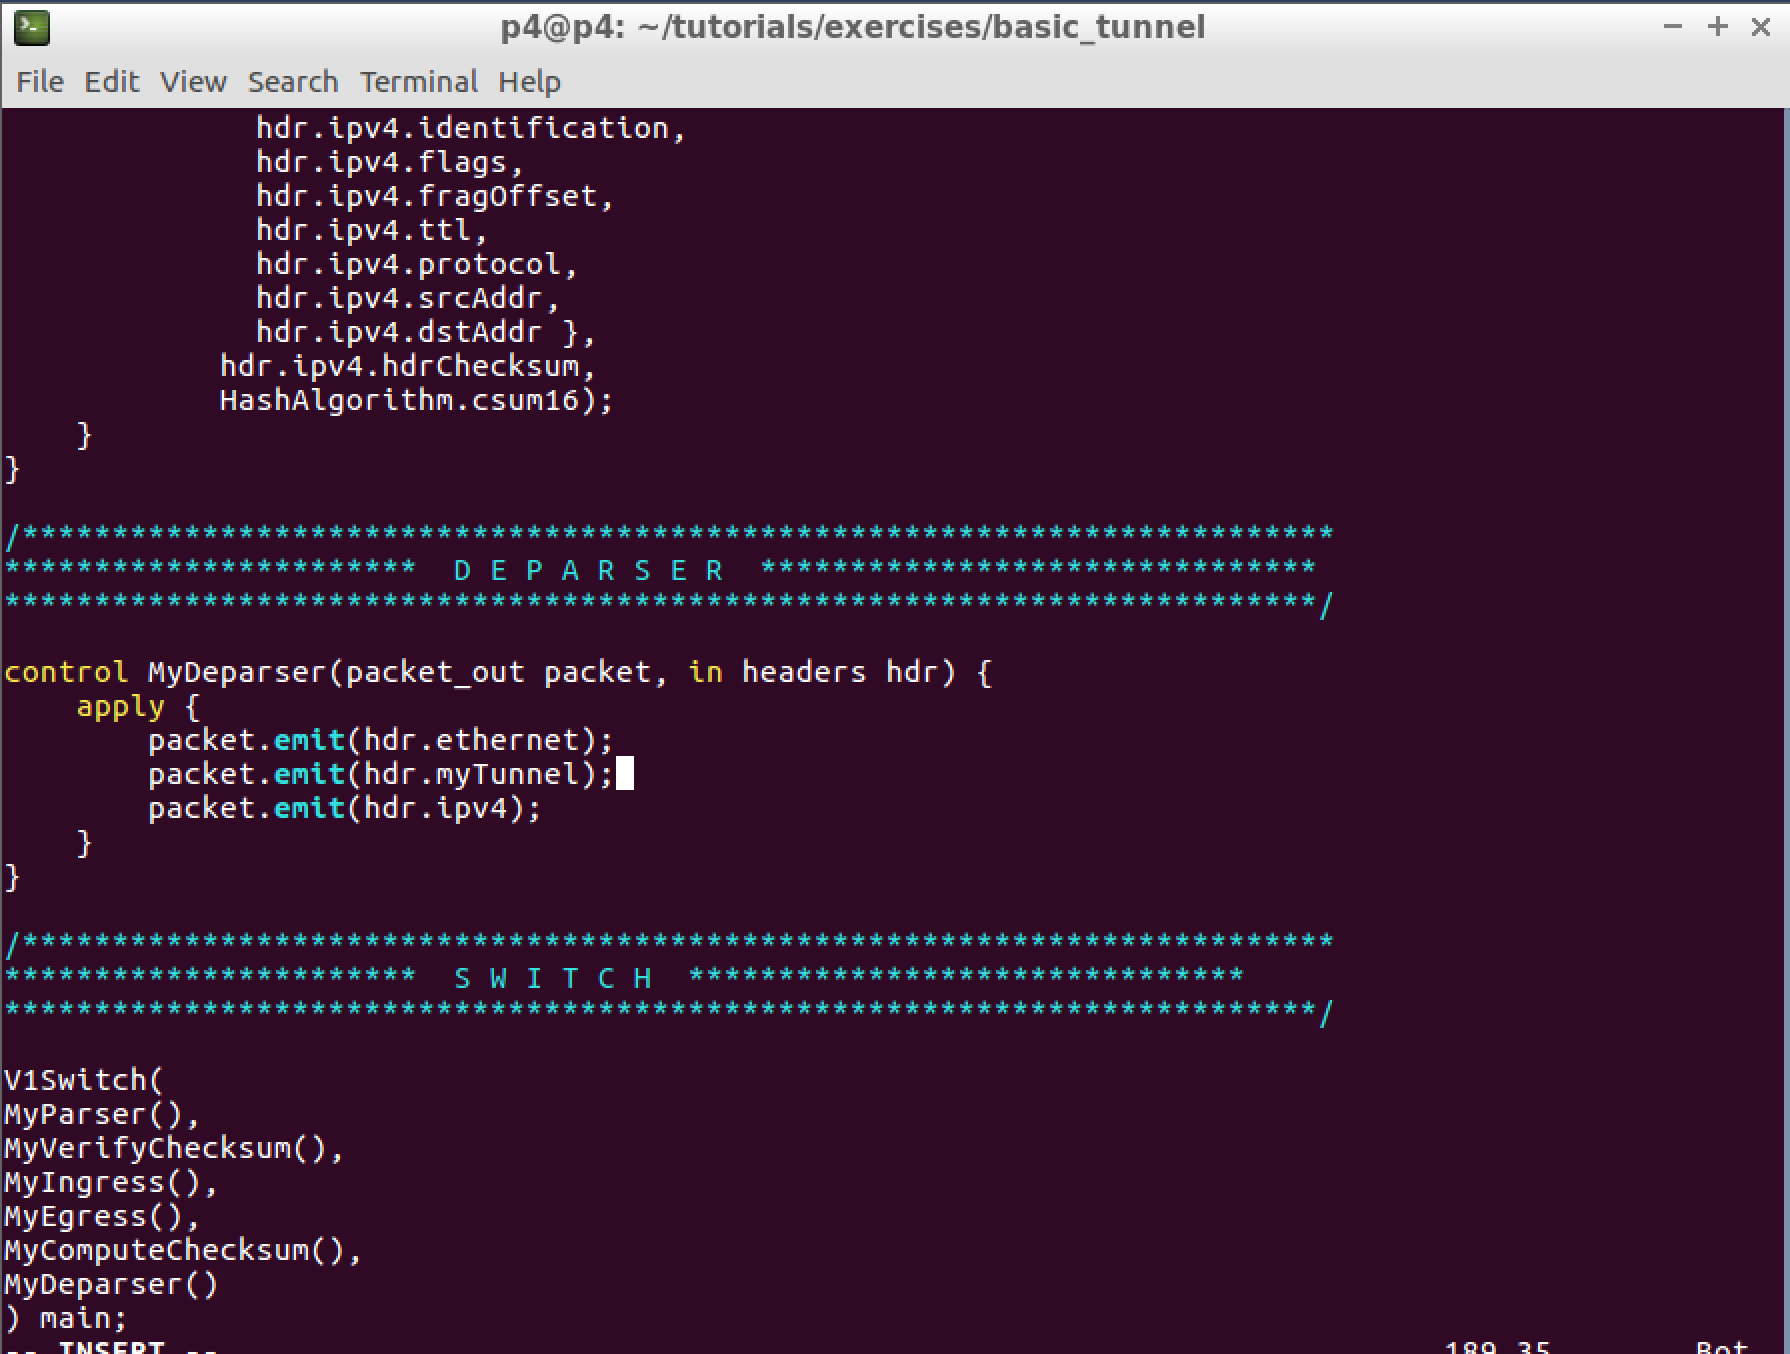 p4@p4: ~/tutorials/exercises/basic_tunnel
File Edit View Search Terminal Help
              hdr.ipv4.identification,
              hdr.ipv4.flags,
              hdr.ipv4.fragOffset,
              hdr.ipv4.ttl,
              hdr.ipv4.protocol,
              hdr.ipv4.srcAddr,
              hdr.ipv4.dstAddr },
            hdr.ipv4.hdrChecksum,
            HashAlgorithm.csum16);
    }
}
/*************************************************************************
***********************  D E P A R S E R  *******************************
*************************************************************************/
control MyDeparser(packet_out packet, in headers hdr) {
    apply {
        packet.emit(hdr.ethernet);
        packet.emit(hdr.myTunnel);
        packet.emit(hdr.ipv4);
    }
}
/*************************************************************************
***********************  S W I T C H  *******************************
*************************************************************************/
V1Switch(
MyParser(),
MyVerifyChecksum(),
MyIngress(),
MyEgress(),
MyComputeChecksum(),
MyDeparser()
) main;
-- INSERT -- 189,35 Bot